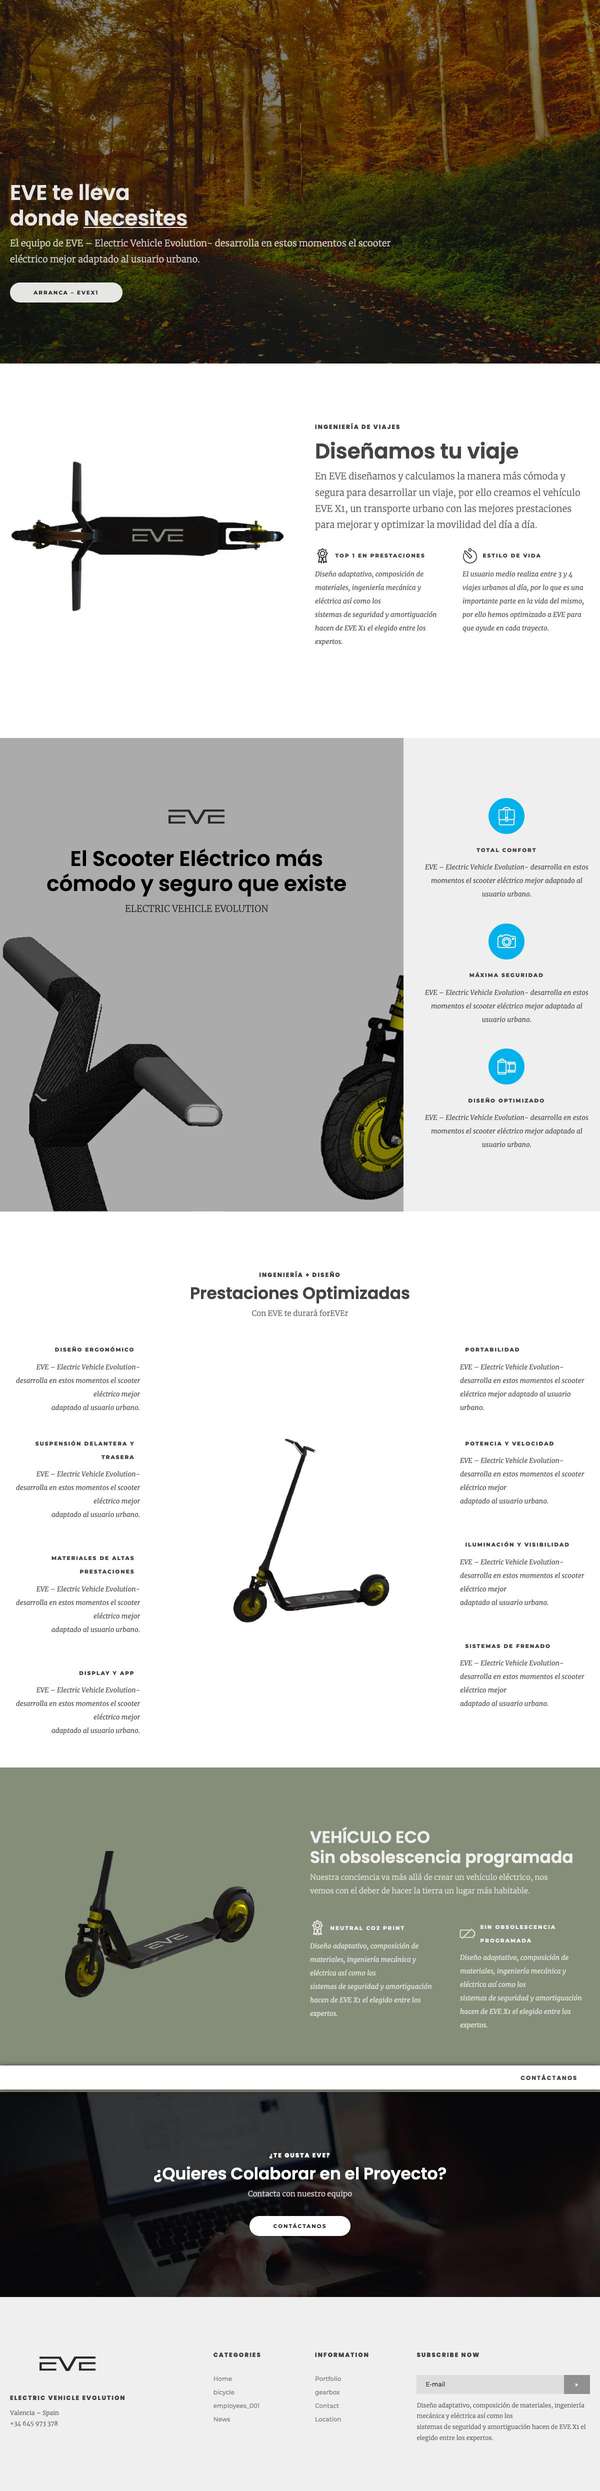 EVE te lleva
donde Necesites
El equipo de EVE – Electric Vehicle Evolution– desarrolla en estos momentos el scooter
eléctrico mejor adaptado al usuario urbano.
ARRANCA – EVEX1
INGENIERÍA DE VIAJES
Diseñamos tu viaje
En EVE diseñamos y calculamos la manera más cómoda y
segura para desarrollar un viaje, por ello creamos el vehículo
EVE X1, un transporte urbano con las mejores prestaciones
para mejorar y optimizar la movilidad del día a día.
EVE
TOP 1 EN PRESTACIONES
Diseño adaptativo, composición de
materiales, ingeniería mecánica y
eléctrica así como los
sistemas de seguridad y amortiguación
hacen de EVE X1 el elegido entre los
expertos.
ESTILO DE VIDA
El usuario medio realiza entre 3 y 4
viajes urbanos al día, por lo que es una
importante parte en la vida del mismo,
por ello hemos optimizado a EVE para
que ayude en cada trayecto.
EVE
El Scooter Eléctrico más
cómodo y seguro que existe
ELECTRIC VEHICLE EVOLUTION
TOTAL CONFORT
EVE – Electric Vehicle Evolution– desarrolla en estos
momentos el scooter eléctrico mejor adaptado al
usuario urbano.
MÁXIMA SEGURIDAD
EVE – Electric Vehicle Evolution– desarrolla en estos
momentos el scooter eléctrico mejor adaptado al
usuario urbano.
DISEÑO OPTIMIZADO
EVE – Electric Vehicle Evolution– desarrolla en estos
momentos el scooter eléctrico mejor adaptado al
usuario urbano.
INGENIERÍA + DISEÑO
Prestaciones Optimizadas
Con EVE te durará forEVEr
DISEÑO ERGONÓMICO
EVE – Electric Vehicle Evolution–
desarrolla en estos momentos el scooter
eléctrico mejor
adaptado al usuario urbano.
SUSPENSIÓN DELANTERA Y
TRASERA
EVE – Electric Vehicle Evolution–
desarrolla en estos momentos el scooter
eléctrico mejor
adaptado al usuario urbano.
MATERIALES DE ALTAS
PRESTACIONES
EVE – Electric Vehicle Evolution–
desarrolla en estos momentos el scooter
eléctrico mejor
adaptado al usuario urbano.
DISPLAY Y APP
EVE – Electric Vehicle Evolution–
desarrolla en estos momentos el scooter
eléctrico mejor
adaptado al usuario urbano.
EVE
PORTABILIDAD
EVE – Electric Vehicle Evolution–
desarrolla en estos momentos el scooter
eléctrico mejor adaptado al usuario
urbano.
POTENCIA Y VELOCIDAD
EVE – Electric Vehicle Evolution–
desarrolla en estos momentos el scooter
eléctrico mejor
adaptado al usuario urbano.
ILUMINACIÓN Y VISIBILIDAD
EVE – Electric Vehicle Evolution–
desarrolla en estos momentos el scooter
eléctrico mejor
adaptado al usuario urbano.
SISTEMAS DE FRENADO
EVE – Electric Vehicle Evolution–
desarrolla en estos momentos el scooter
eléctrico mejor
adaptado al usuario urbano.
VEHÍCULO ECO
Sin obsolescencia programada
Nuestra conciencia va más allá de crear un vehículo eléctrico, nos
vemos con el deber de hacer la tierra un lugar más habitable.
EVE
NEUTRAL CO2 PRINT
Diseño adaptativo, composición de
materiales, ingeniería mecánica y
eléctrica así como los
sistemas de seguridad y amortiguación
hacen de EVE X1 el elegido entre los
expertos.
SIN OBSOLESCENCIA
PROGRAMADA
Diseño adaptativo, composición de
materiales, ingeniería mecánica y
eléctrica así como los
sistemas de seguridad y amortiguación
hacen de EVE X1 el elegido entre los
expertos.
CONTÁCTANOS
¿TE GUSTA EVE?
¿Quieres Colaborar en el Proyecto?
Contacta con nuestro equipo
CONTÁCTANOS
EVE
ELECTRIC VEHICLE EVOLUTION
Valencia – Spain
+34 645 973 378
CATEGORIES
Home
bicycle
employees_001
News
INFORMATION
Portfolio
gearbox
Contact
Location
SUBSCRIBE NOW
E-mail
Diseño adaptativo, composición de materiales, ingeniería
mecánica y eléctrica así como los
sistemas de seguridad y amortiguación hacen de EVE X1 el
elegido entre los expertos.